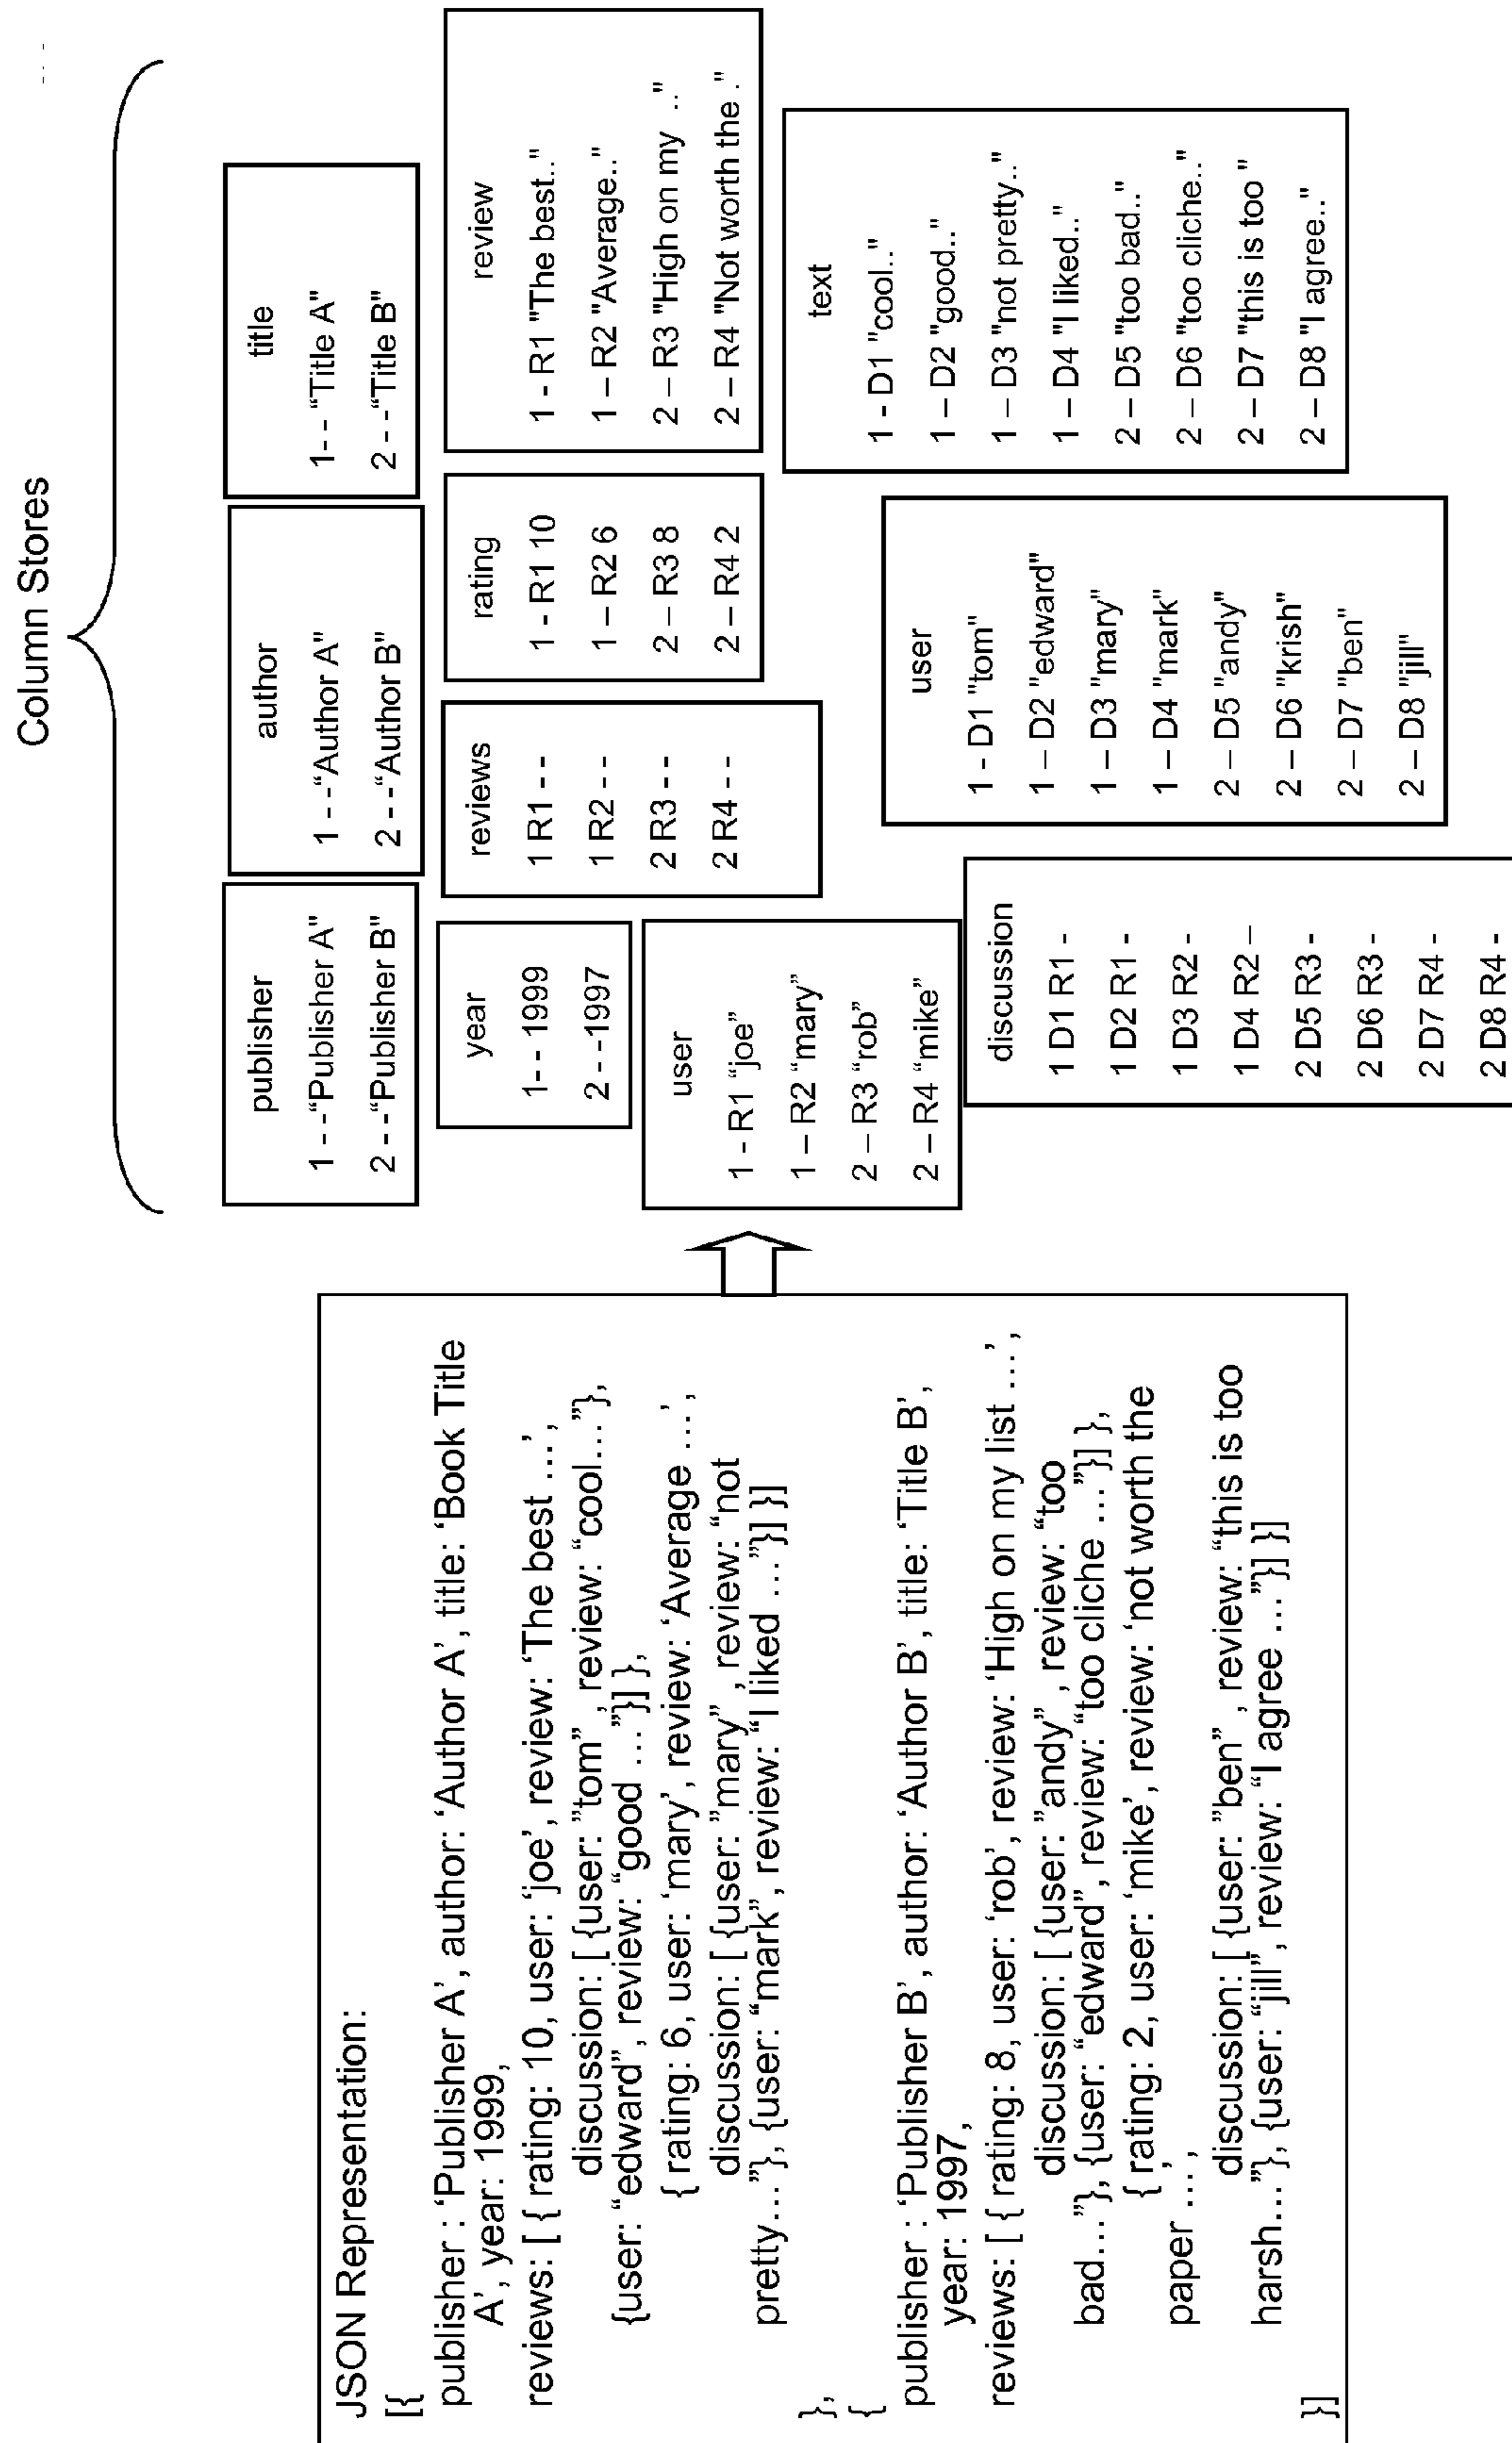 Column Stores
JSON Representation:
[{
publisher : ‘Publisher A’, author: ‘Author A’, title: ‘Book Title
A’, year: 1999,
reviews: [ { rating: 10, user: ‘joe’, review: ‘The best …’,
discussion: [ {user: ”tom” , review: “cool…”},
{user: “edward”, review: “good …”}] },
{ rating: 6, user: ‘mary’, review: ‘Average …’,
discussion: [ {user: ”mary” , review: “not
pretty…”}, {user: “mark”, review: “I liked …”}] }]
},
{
publisher : ‘Publisher B’, author: ‘Author B’, title: ‘Title B’,
year: 1997,
reviews: [ { rating: 8, user: ‘rob’, review: ‘High on my list …’,
discussion: [ {user: ”andy” , review: “too
bad…”}, {user: “edward”, review: “too cliche …”}] },
{ rating: 2, user: ‘mike’, review: ‘not worth the
paper …’,
discussion: [ {user: ”ben” , review: “this is too
harsh…”}, {user: “jill”, review: “I agree …”}] }]
}]
publisher
1 - -“Publisher A"
2 - -“Publisher B"
author
1 - -“Author A"
2 - -“Author B"
title
1- - “Title A"
2 - -“Title B"
year
1- - 1999
2 - -1997
reviews
1 R1 - -
1 R2 - -
2 R3 - -
2 R4 - -
rating
1 - R1 10
1 – R2 6
2 – R3 8
2 – R4 2
review
1 - R1 "The best.."
1 – R2 "Average.."
2 – R3 "High on my .."
2 – R4 "Not worth the ."
user
1 - R1 “joe”
1 – R2 “mary”
2 – R3 “rob”
2 – R4 “mike”
discussion
1 D1 R1 -
1 D2 R1 -
1 D3 R2 -
1 D4 R2 –
2 D5 R3 -
2 D6 R3 -
2 D7 R4 -
2 D8 R4 -
user
1 - D1 "tom"
1 – D2 "edward"
1 – D3 "mary"
1 – D4 "mark"
2 – D5 "andy"
2 – D6 "krish"
2 – D7 "ben"
2 – D8 "jill"
text
1 - D1 "cool.."
1 – D2 "good.."
1 – D3 "not pretty.."
1 – D4 "I liked.."
2 – D5 "too bad.."
2 – D6 "too cliche.."
2 – D7 "this is too "
2 – D8 "I agree.."